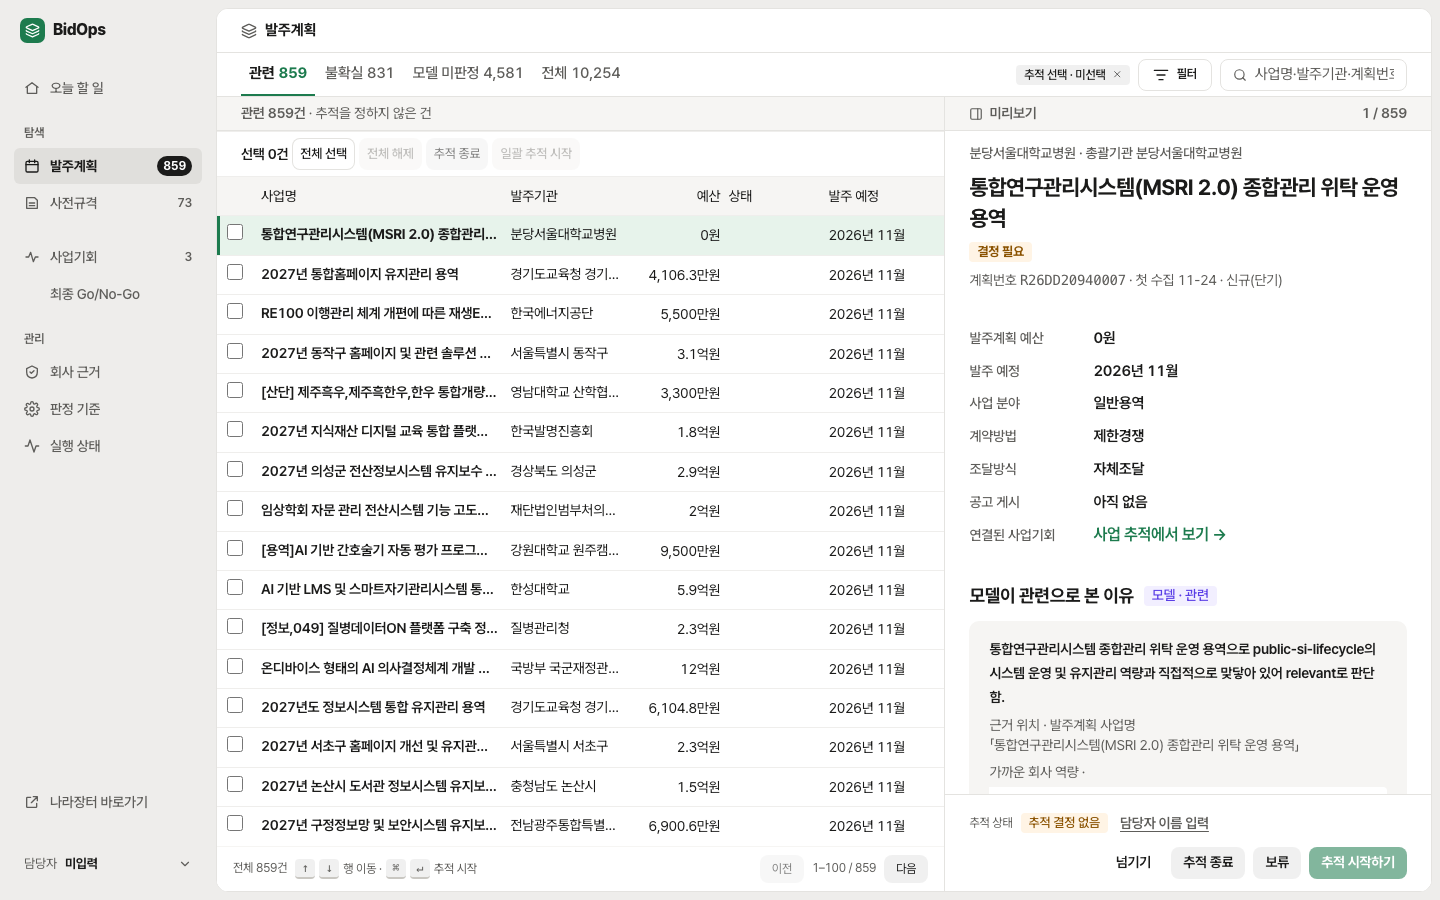 BidOps
오늘 할 일
탐색
발주계획 859
사전규격 73
사업기회 3
최종 Go/No-Go
관리
회사 근거
판정 기준
실행 상태
나라장터 바로가기
담당자 미입력
발주계획
관련 859 불확실 831 모델 미판정 4,581 전체 10,254
추적 선택 · 미선택 ×
필터
사업명·발주기관·계획번호
관련 859건 · 추적을 정하지 않은 건
선택 0건 전체 선택 전체 해제 추적 종료 일괄 추적 시작
사업명 발주기관 예산 상태 발주 예정
통합연구관리시스템(MSRI 2.0) 종합관리... 분당서울대학교병원 0원 2026년 11월
2027년 통합홈페이지 유지관리 용역 경기도교육청 경기... 4,106.3만원 2026년 11월
RE100 이행관리 체계 개편에 따른 재생E... 한국에너지공단 5,500만원 2026년 11월
2027년 동작구 홈페이지 및 관련 솔루션 ... 서울특별시 동작구 3.1억원 2026년 11월
[산단] 제주흑우,제주흑한우,한우 통합개량... 영남대학교 산학협... 3,300만원 2026년 11월
2027년 지식재산 디지털 교육 통합 플랫... 한국발명진흥회 1.8억원 2026년 11월
2027년 의성군 전산정보시스템 유지보수 ... 경상북도 의성군 2.9억원 2026년 11월
임상학회 자문 관리 전산시스템 기능 고도... 재단법인범부처의... 2억원 2026년 11월
[용역]AI 기반 간호술기 자동 평가 프로그... 강원대학교 원주캠... 9,500만원 2026년 11월
AI 기반 LMS 및 스마트자기관리시스템 통... 한성대학교 5.9억원 2026년 11월
[정보,049] 질병데이터ON 플랫폼 구축 정... 질병관리청 2.3억원 2026년 11월
온디바이스 형태의 AI 의사결정체계 개발 ... 국방부 국군재정관... 12억원 2026년 11월
2027년도 정보시스템 통합 유지관리 용역 경기도교육청 경기... 6,104.8만원 2026년 11월
2027년 서초구 홈페이지 개선 및 유지관... 서울특별시 서초구 2.3억원 2026년 11월
2027년 논산시 도서관 정보시스템 유지보... 충청남도 논산시 1.5억원 2026년 11월
2027년 구정정보망 및 보안시스템 유지보... 전남광주통합특별... 6,900.6만원 2026년 11월
전체 859건 ↑ ↓ 행 이동 · ⌘ ↵ 추적 시작
이전 1–100 / 859 다음
미리보기 1 / 859
분당서울대학교병원 · 총괄기관 분당서울대학교병원
통합연구관리시스템(MSRI 2.0) 종합관리 위탁 운영
용역
결정 필요
계획번호 R26DD20940007 · 첫 수집 11-24 · 신규(단기)
발주계획 예산 0원
발주 예정 2026년 11월
사업 분야 일반용역
계약방법 제한경쟁
조달방식 자체조달
공고 게시 아직 없음
연결된 사업기회 사업 추적에서 보기 →
모델이 관련으로 본 이유 모델 · 관련
통합연구관리시스템 종합관리 위탁 운영 용역으로 public-si-lifecycle의
시스템 운영 및 유지관리 역량과 직접적으로 맞닿아 있어 relevant로 판단
함.
근거 위치 · 발주계획 사업명
「통합연구관리시스템(MSRI 2.0) 종합관리 위탁 운영 용역」
가까운 회사 역량 ·
추적 상태 추적 결정 없음 담당자 이름 입력
넘기기 추적 종료 보류 추적 시작하기